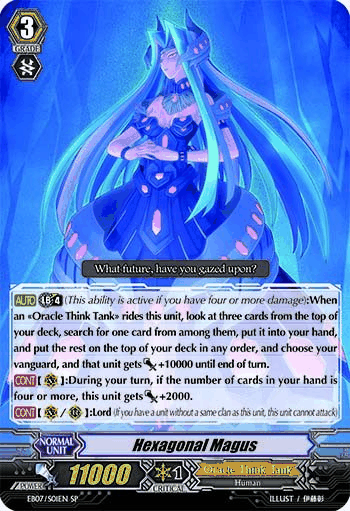 3
GRADE
What future, have you gazed upon?
AUTO LB 4 (This ability is active if you have four or more damage):When
an «Oracle Think Tank» rides this unit, look at three cards from the top of
your deck, search for one card from among them, put it into your hand,
and put the rest on the top of your deck in any order, and choose your
vanguard, and that unit gets +10000 until end of turn.
CONT [ ]:During your turn, if the number of cards in your hand is
four or more, this unit gets +2000.
CONT [ / ]:Lord (If you have a unit without a same clan as this unit, this unit cannot attack)
NORMAL
UNIT
Hexagonal Magus
POWER
11000
1
CRITICAL
Oracle Think Tank
Human
EB07/S01EN SP
ILLUST / 伊藤彰